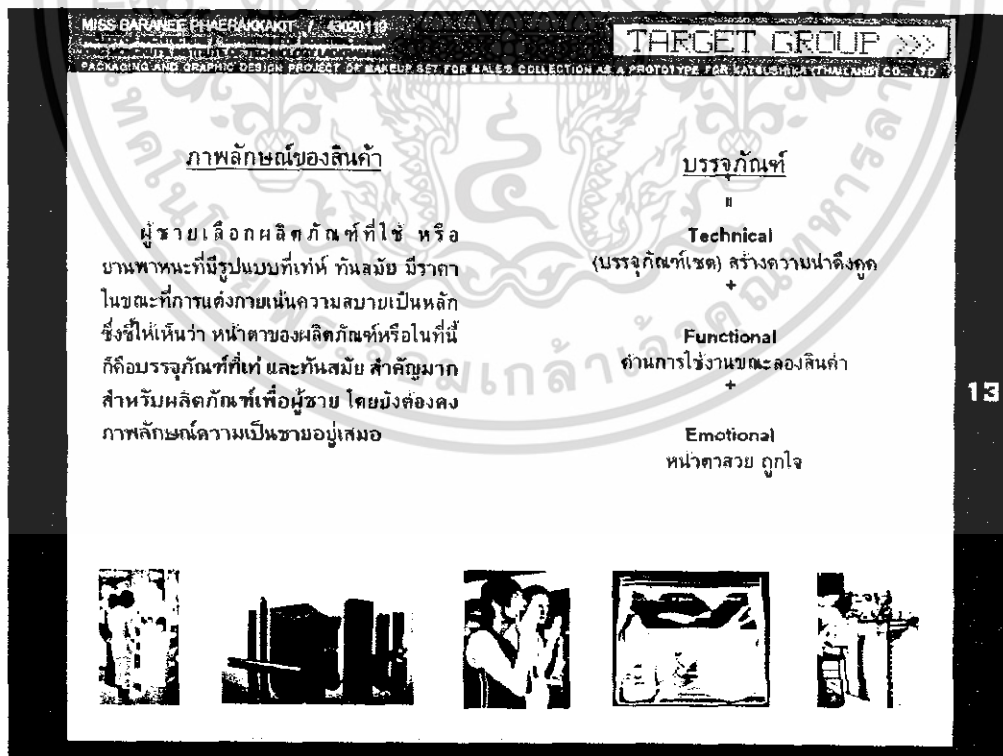 MISS BARANEE PHAERAKKAKIT / 43020119
KING MONGKUT'S INSTITUTE OF TECHNOLOGY LADKRABANG
PACKAGING AND GRAPHIC DESIGN PROJECT OF MAKEUP SET FOR MALE'S COLLECTION AS A PROTOTYPE FOR KATSUSHIKA (THAILAND) CO., LTD
TARGET GROUP >>>
ภาพลักษณ์ของสินค้า
ผู้ชายเลือกผลิตภัณฑ์ที่ใช้ หรือ
ยานพาหนะที่มีรูปแบบที่เท่ห์ ทันสมัย มีราคา
ในขณะที่การแต่งกายเน้นความสบายเป็นหลัก
ซึ่งชี้ให้เห็นว่า หน้าตาของผลิตภัณฑ์หรือในที่นี้
ก็คือบรรจุภัณฑ์ที่เท่ และทันสมัย สำคัญมาก
สำหรับผลิตภัณฑ์เพื่อผู้ชาย โดยยังต้องคง
ภาพลักษณ์ความเป็นชายอยู่เสมอ
บรรจุภัณฑ์
=
Technical
(บรรจุภัณฑ์เซต) สร้างความน่าดึงดูด
+
Functional
ด้านการใช้งานขณะลองสินค้า
+
Emotional
หน้าตาสวย ถูกใจ
13